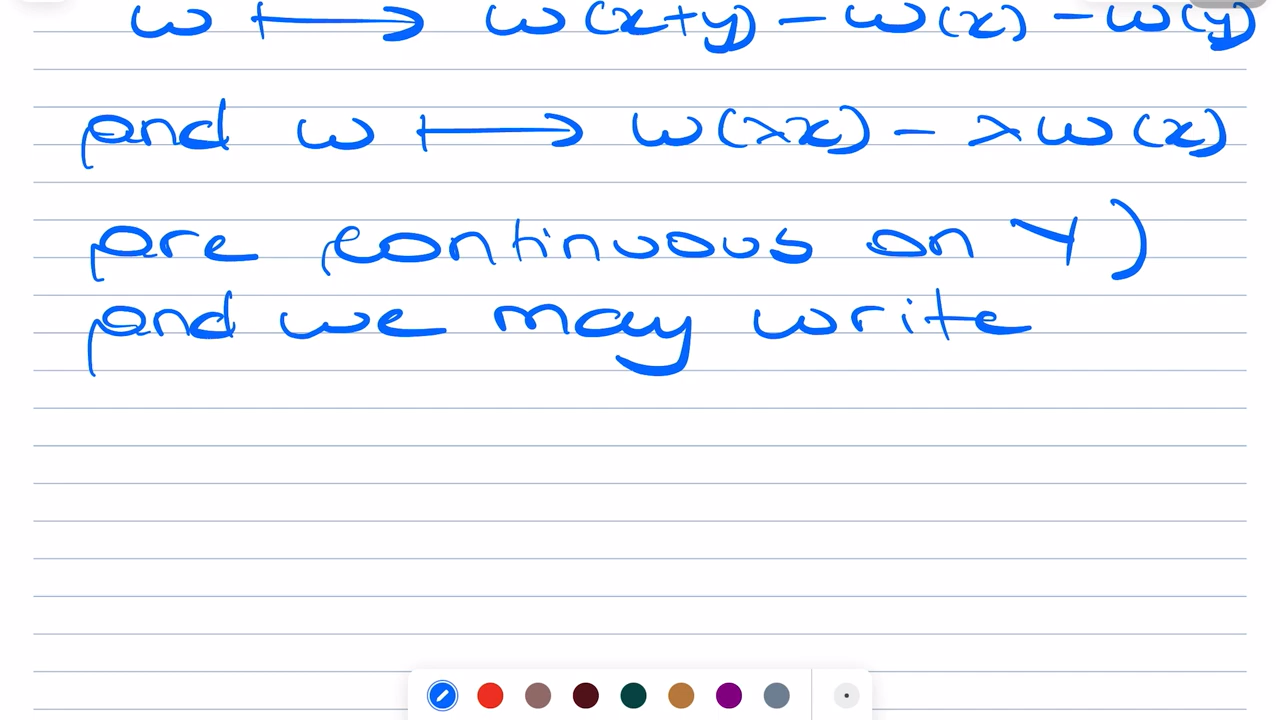 ω ⟼ ω(x+y) - ω(x) - ω(y)
and ω ⟼ ω(λx) - λω(x)
are continuous on Y)
and we may write